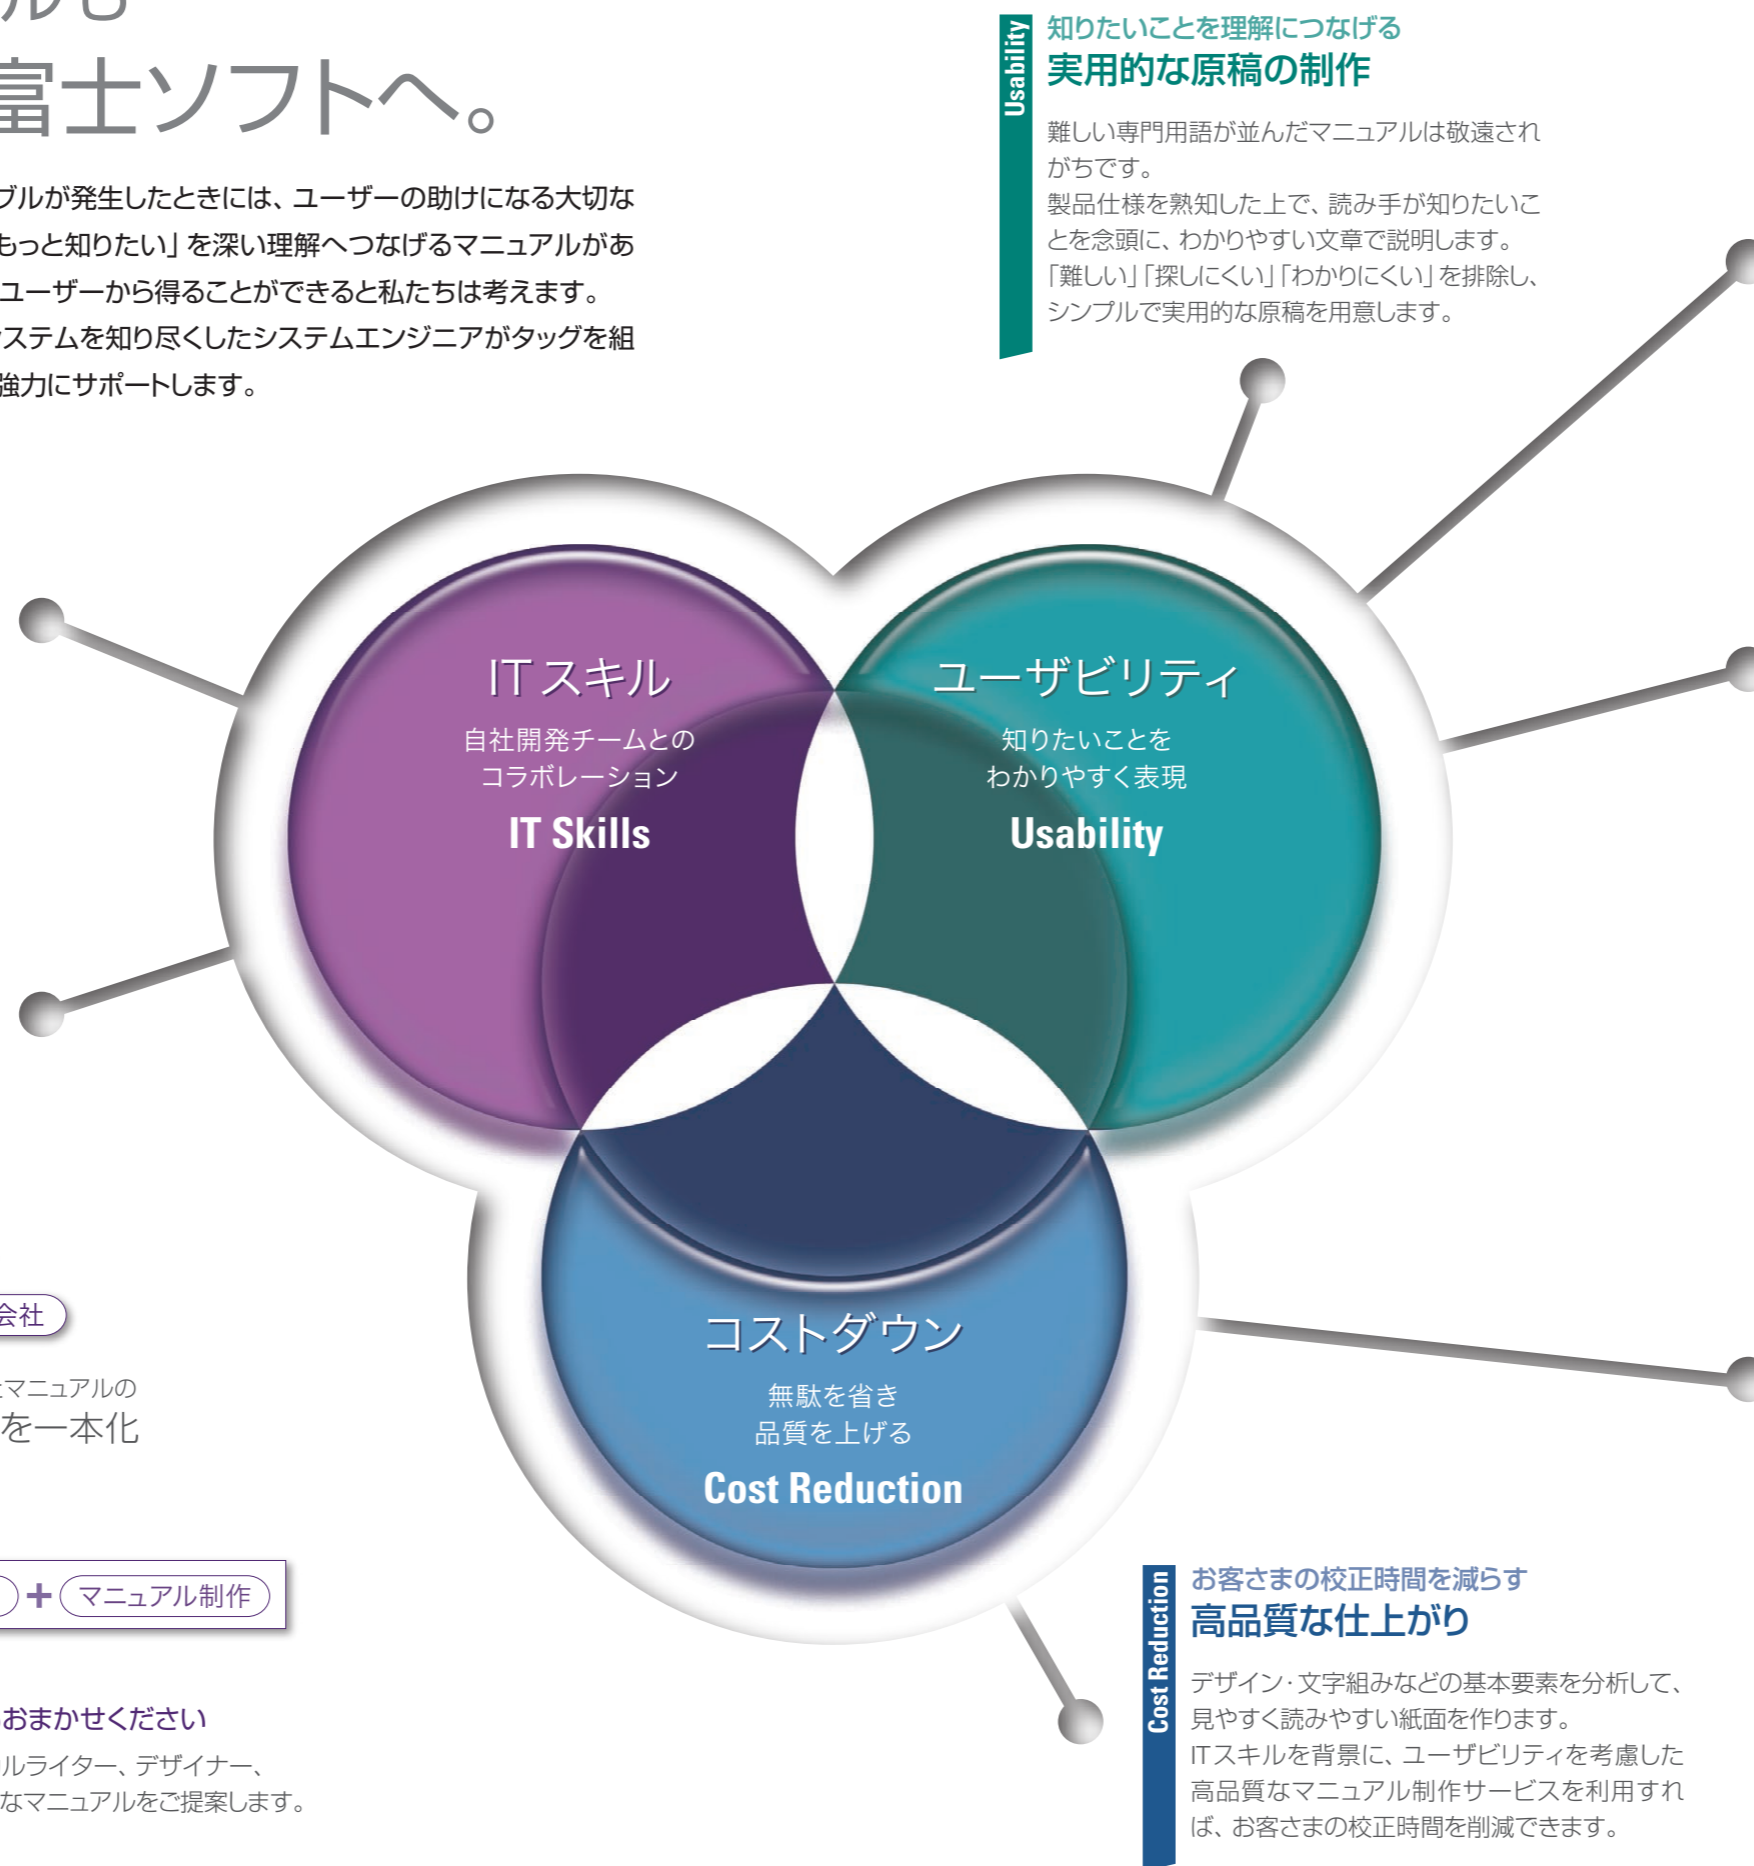 ルも
富士ソフトへ。
ブルが発生したときには、ユーザーの助けになる大切な
もっと知りたい」を深い理解へつなげるマニュアルがあ
ユーザーから得ることができると私たちは考えます。
ステムを知り尽くしたシステムエンジニアがタッグを組
強力にサポートします。
Usability
知りたいことを理解につなげる
実用的な原稿の制作
難しい専門用語が並んだマニュアルは敬遠され
がちです。
製品仕様を熟知した上で、読み手が知りたいこ
とを念頭に、わかりやすい文章で説明します。
「難しい」「探しにくい」「わかりにくい」を排除し、
シンプルで実用的な原稿を用意します。
ITスキル
自社開発チームとの
コラボレーション
IT Skills
ユーザビリティ
知りたいことを
わかりやすく表現
Usability
コストダウン
無駄を省き
品質を上げる
Cost Reduction
会社
マニュアルの
を一本化
+ マニュアル制作
おまかせください
ルライター、デザイナー、
なマニュアルをご提案します。
Cost Reduction
お客さまの校正時間を減らす
高品質な仕上がり
デザイン・文字組みなどの基本要素を分析して、
見やすく読みやすい紙面を作ります。
ITスキルを背景に、ユーザビリティを考慮した
高品質なマニュアル制作サービスを利用すれ
ば、お客さまの校正時間を削減できます。